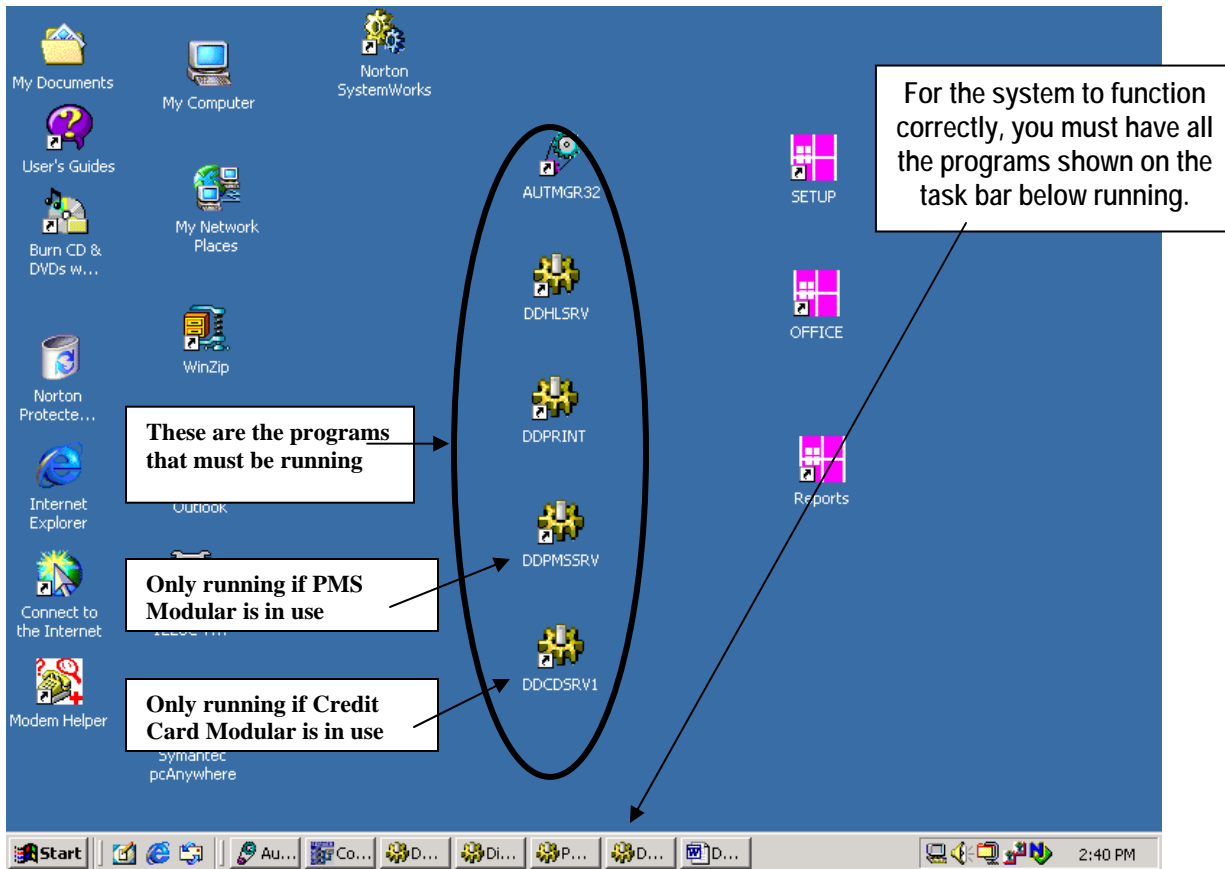 My Documents
User's Guides
Burn CD &
DVDs w...
Norton
Protecte...
Internet
Explorer
Connect to
the Internet
Modem Helper
My Computer
My Network
Places
WinZip
Outlook
Symantec
pcAnywhere
Norton
SystemWorks
These are the programs
that must be running
Only running if PMS
Modular is in use
Only running if Credit
Card Modular is in use
AUTMGR32
DDHLSRV
DDPRINT
DDPMSSRV
DDCDSRV1
SETUP
OFFICE
Reports
For the system to function
correctly, you must have all
the programs shown on the
task bar below running.
Start
Au...
Co...
D...
Di...
P...
D...
D...
2:40 PM